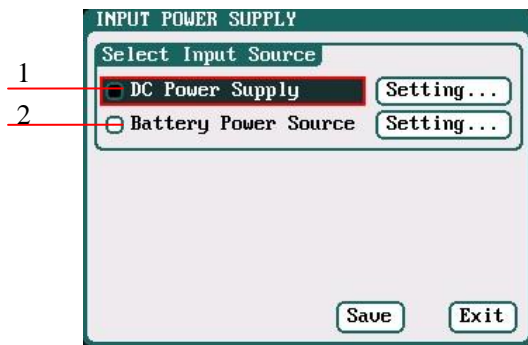 INPUT POWER SUPPLY
Select Input Source
1 DC Power Supply Setting...
2 Battery Power Source Setting...
Save Exit